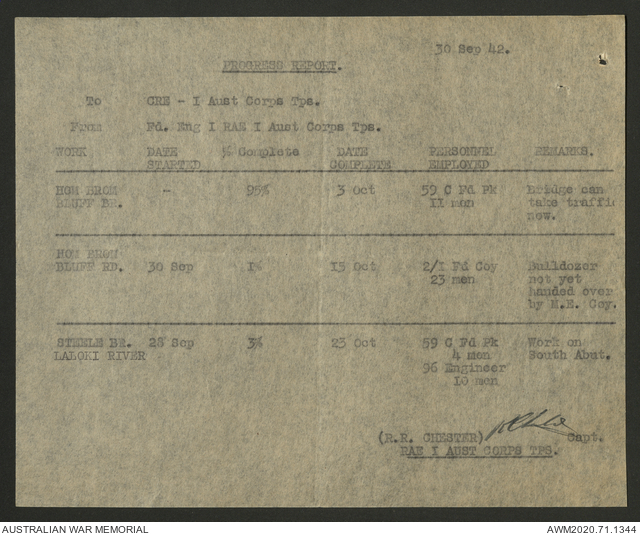 30 Sep 42.
PROGRESS REPORT.
To CRE - I Aust Corps Tps.
From Fd. Eng I RAE I Aust Corps Tps.
WORK DATE STARTED % Complete DATE COMPLETE PERSONNEL EMPLOYED REMARKS.
HOM BROM - 95% 3 Oct 59 C Fd Pk Bridge can
BLUFF BR. 11 men take traffic
now.
HOM BROM Bulldozer
BLUFF RD. 30 Sep 1% 15 Oct 2/1 Fd Coy not yet
23 men handed over
by M.E. Coy.
STEELE BR. 28 Sep 3% 23 Oct 59 C Fd Pk Work on
LALOKI RIVER 4 men South Abut.
96 Engineer
10 men
(R.R. CHESTER) Capt.
RAE I AUST CORPS TPS.
AUSTRALIAN WAR MEMORIAL AWM2020.71.1344